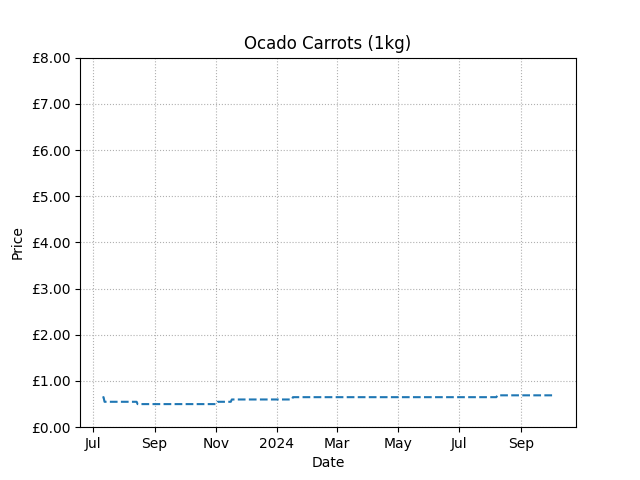 Ocado Carrots (1kg)
£8.00
£7.00
£6.00
£5.00
£4.00
£3.00
£2.00
£1.00
£0.00
Price
Jul Sep Nov 2024 Mar May Jul Sep
Date